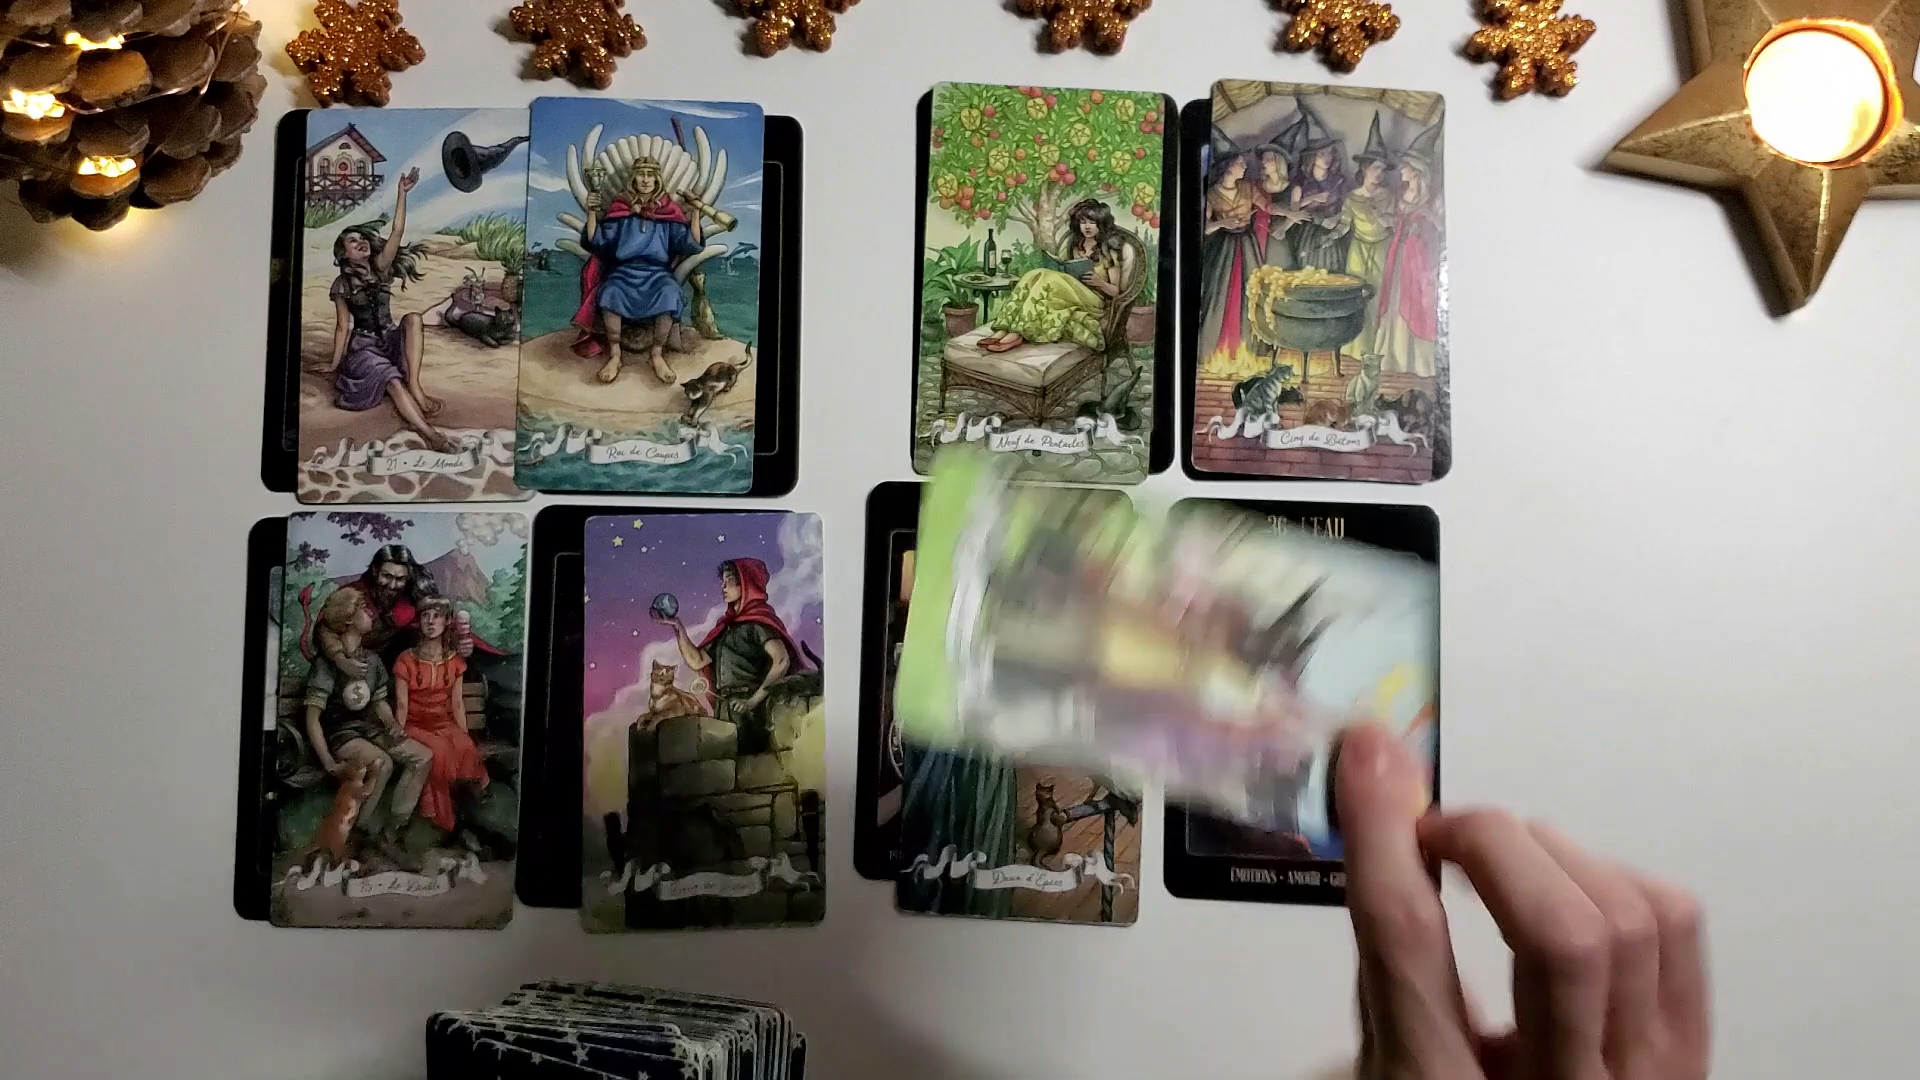 21 • Le Monde
Roi de Coupes
Neuf de Pentacles
Cinq de Bâtons
36 L'EAU
15 • Le Diable
Deux d'Épées
ÉMOTIONS • AMOUR •